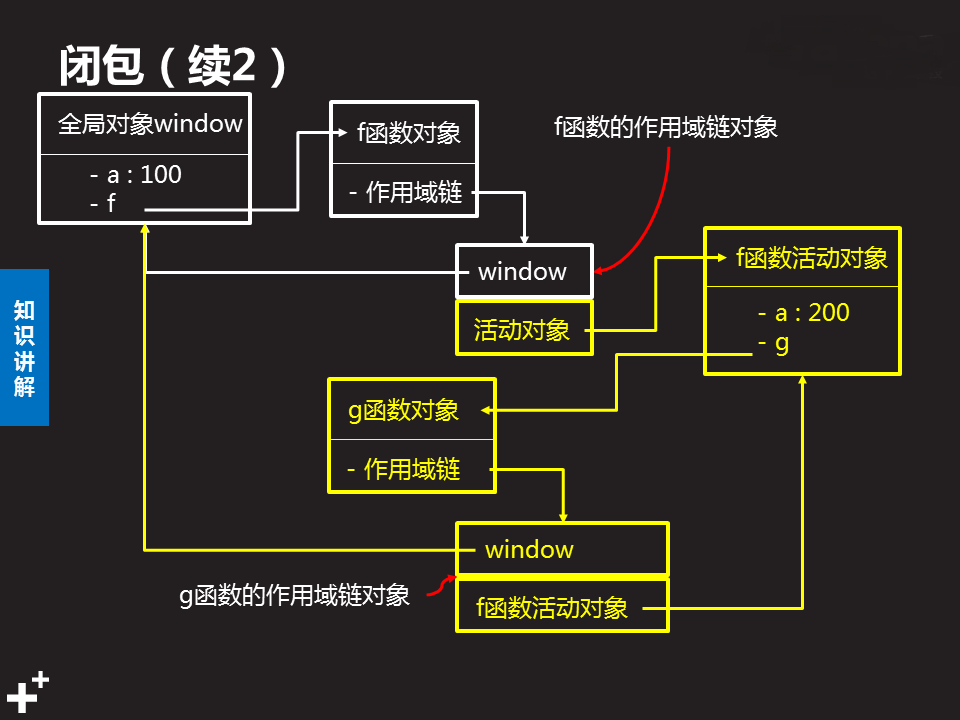 闭包（续2）
全局对象window
- a : 100
- f
f函数对象
- 作用域链
f函数的作用域链对象
window
活动对象
f函数活动对象
- a : 200
- g
知识讲解
g函数对象
- 作用域链
window
f函数活动对象
g函数的作用域链对象